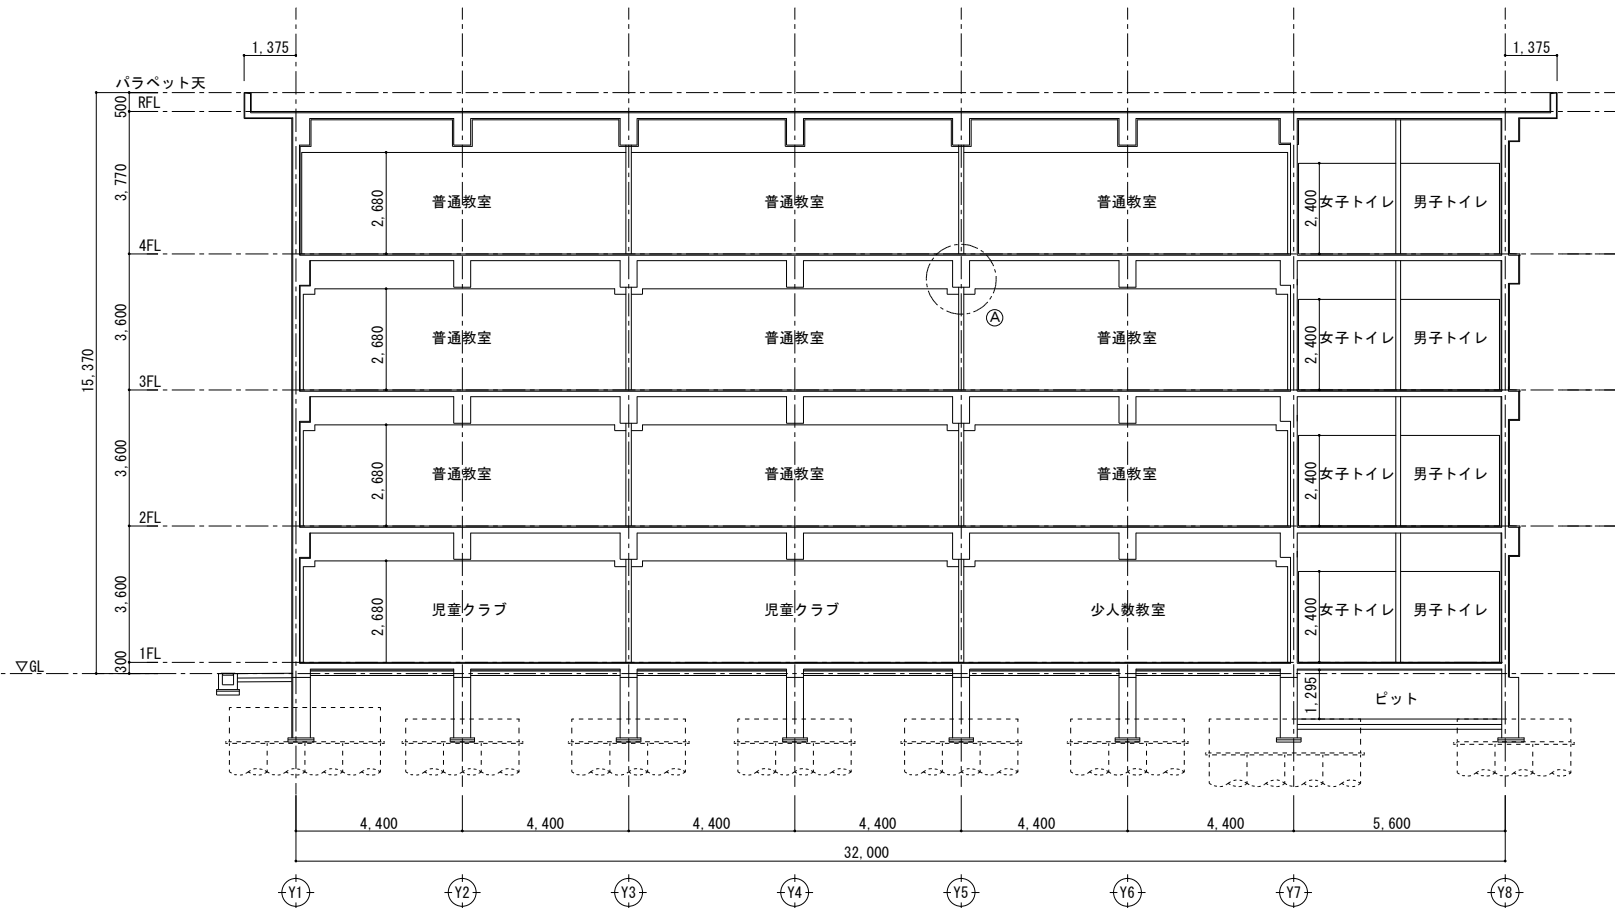 1,375
1,375
パラペット天
500
RFL
3,770
2,680
普通教室
普通教室
普通教室
2,400
女子トイレ
男子トイレ
4FL
Ⓐ
3,600
2,680
普通教室
普通教室
普通教室
2,400
女子トイレ
男子トイレ
15,370
3FL
3,600
2,680
普通教室
普通教室
普通教室
2,400
女子トイレ
男子トイレ
2FL
3,600
2,680
児童クラブ
児童クラブ
少人数教室
2,400
女子トイレ
男子トイレ
1FL
300
▽GL
1,295
ピット
4,400
4,400
4,400
4,400
4,400
4,400
5,600
32,000
Y1
Y2
Y3
Y4
Y5
Y6
Y7
Y8